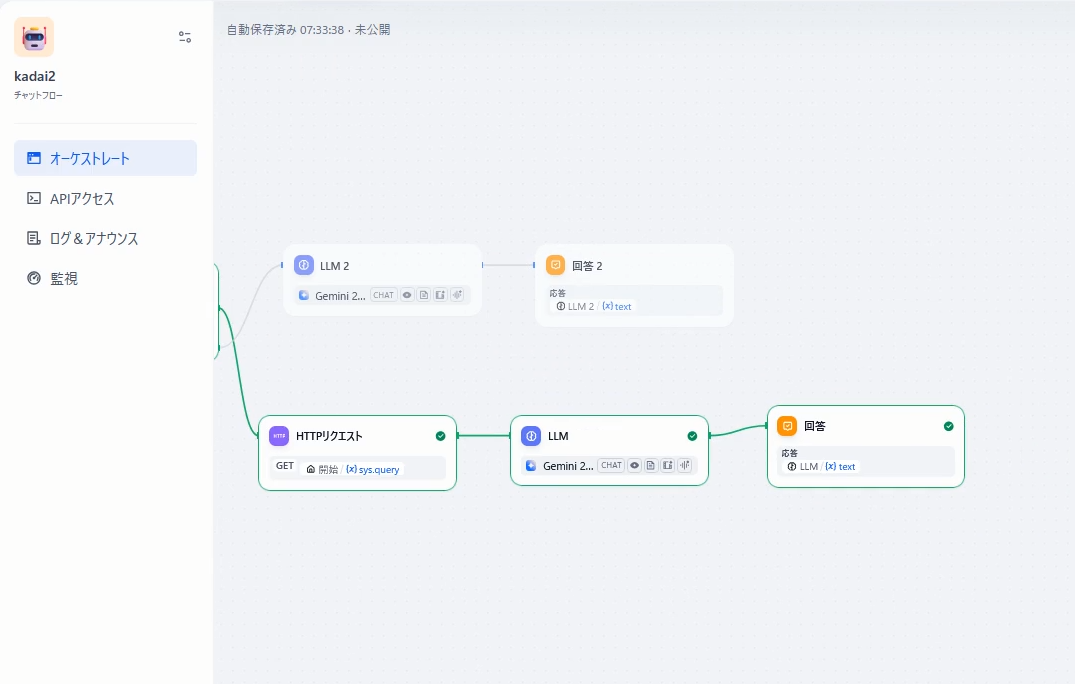 自動保存済み 07:33:38 · 未公開
kadai2
チャットフロー
オーケストレート
APIアクセス
ログ＆アナウンス
監視
LLM 2
Gemini 2... CHAT
回答 2
応答
LLM 2 / {x} text
HTTP HTTPリクエスト
GET 開始 / {x} sys.query
LLM
Gemini 2... CHAT
回答
応答
LLM / {x} text